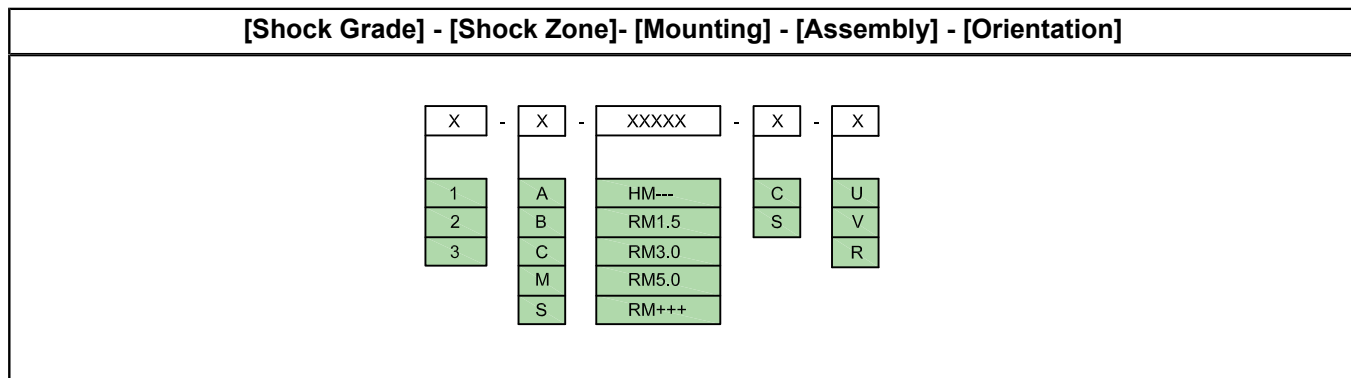 [Shock Grade] - [Shock Zone]- [Mounting] - [Assembly] - [Orientation]
X - X - XXXXX - X - X
1 A HM--- C U
2 B RM1.5 S V
3 C RM3.0 R
M RM5.0
S RM+++